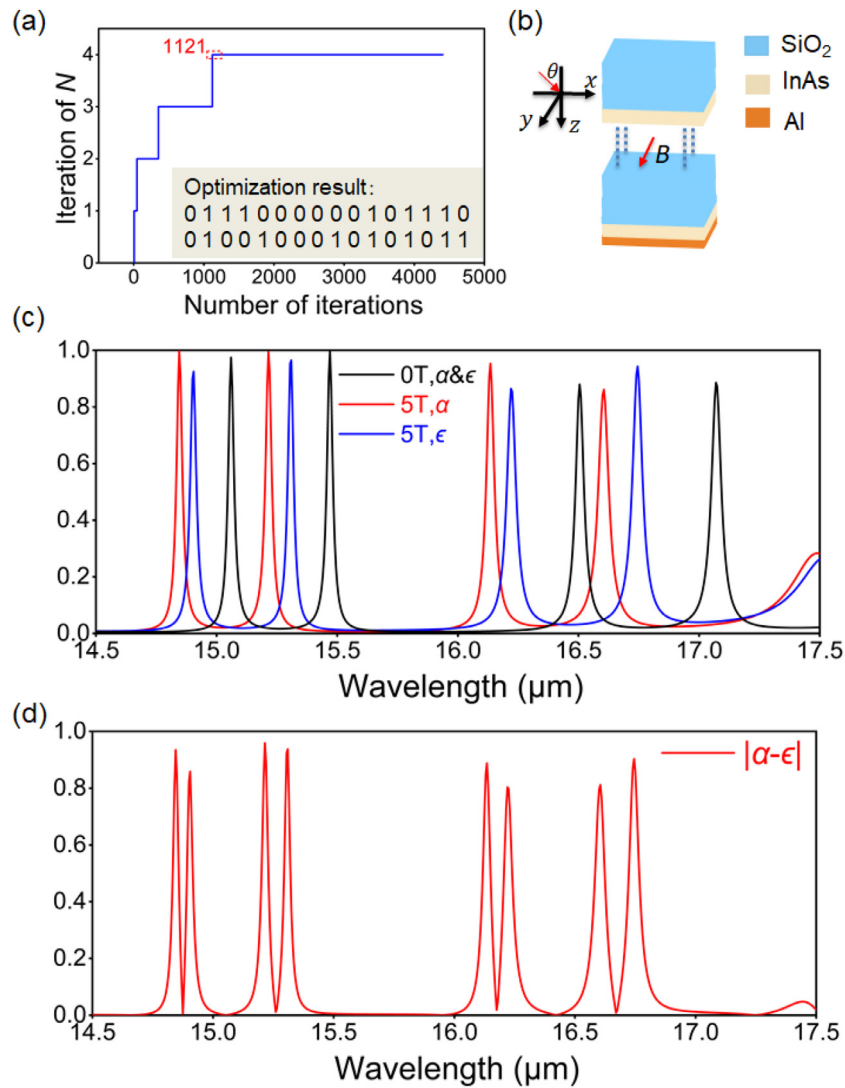 (a)
1121
4
3
2
1
0
Iteration of N
Optimization result:
0 1 1 1 0 0 0 0 0 0 1 0 1 1 1 0
0 1 0 0 1 0 0 0 1 0 1 0 1 0 1 1
0 1000 2000 3000 4000 5000
Number of iterations
(b)
θ
x
y
z
B
SiO2
InAs
Al
(c)
1.0
0.8
0.6
0.4
0.2
0.0
0T,α&ϵ
5T,α
5T,ϵ
14.5 15.0 15.5 16.0 16.5 17.0 17.5
Wavelength (μm)
(d)
1.0
0.8
0.6
0.4
0.2
0.0
|α-ϵ|
14.5 15.0 15.5 16.0 16.5 17.0 17.5
Wavelength (μm)